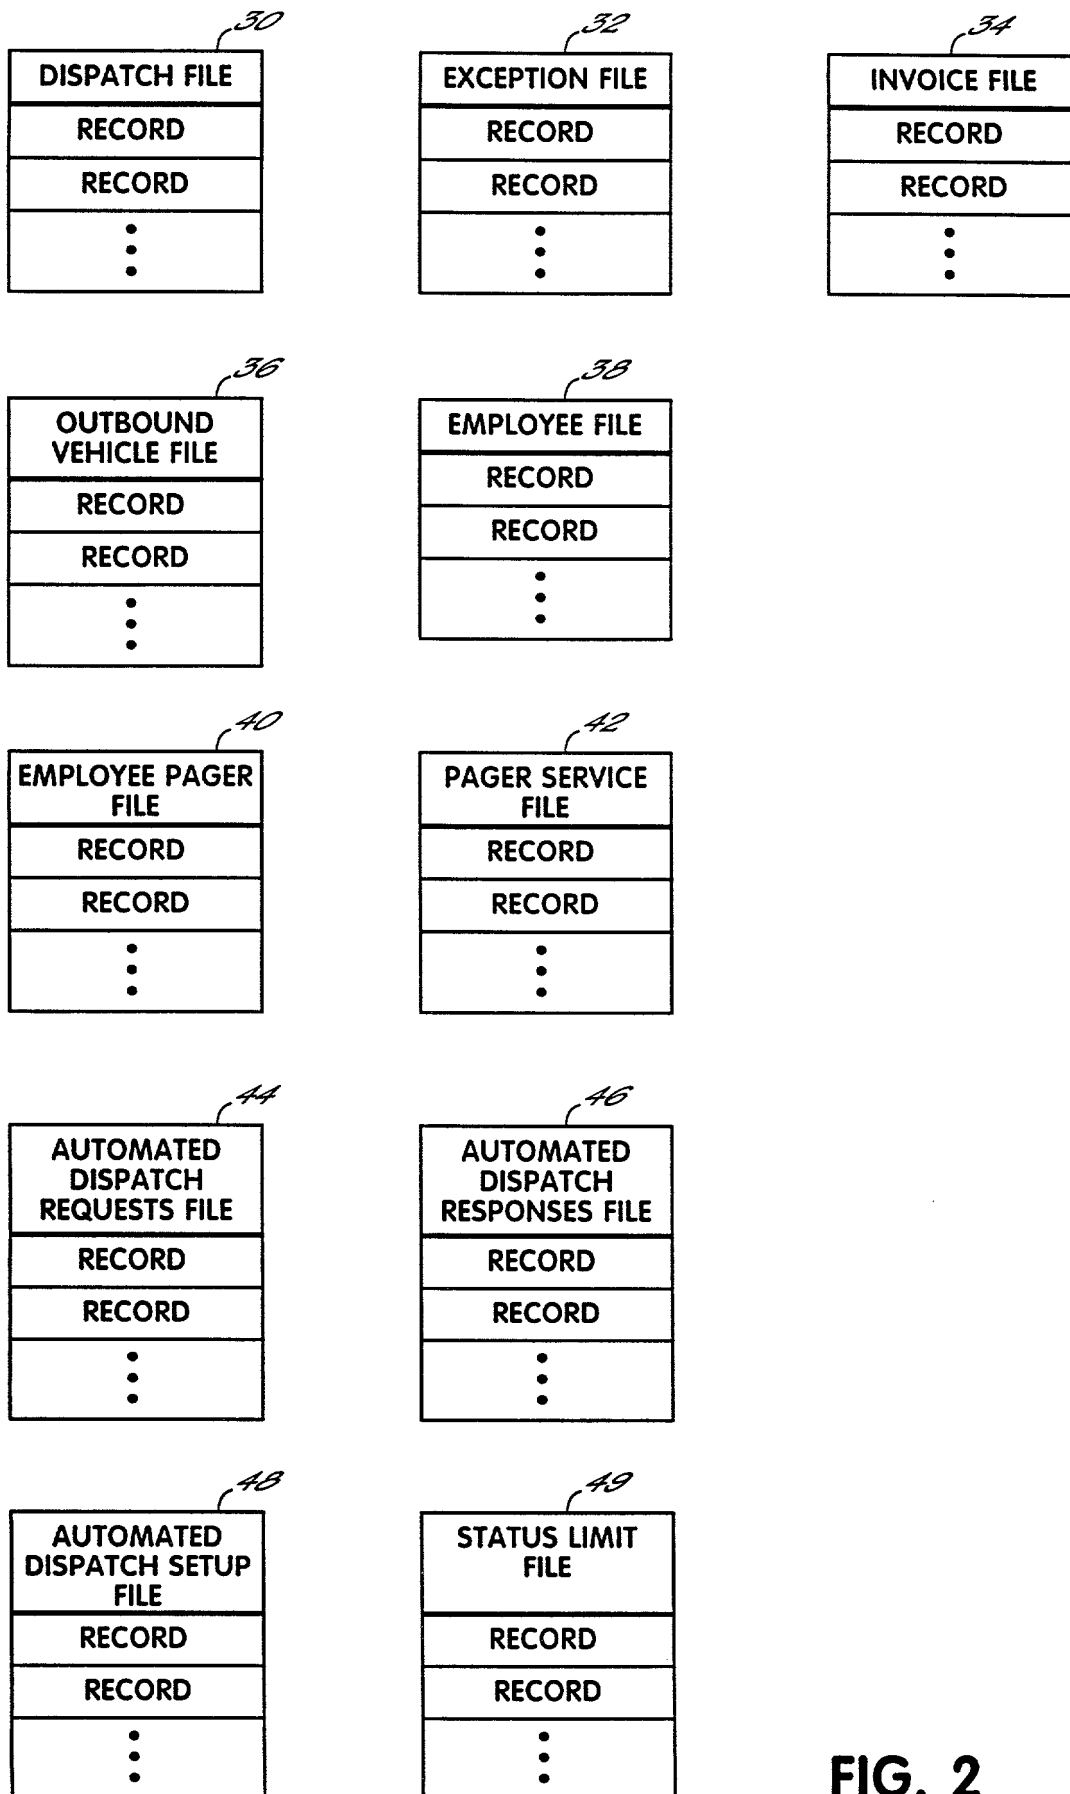 30
DISPATCH FILE
RECORD
RECORD
32
EXCEPTION FILE
RECORD
RECORD
34
INVOICE FILE
RECORD
RECORD
36
OUTBOUND
VEHICLE FILE
RECORD
RECORD
38
EMPLOYEE FILE
RECORD
RECORD
40
EMPLOYEE PAGER
FILE
RECORD
RECORD
42
PAGER SERVICE
FILE
RECORD
RECORD
44
AUTOMATED
DISPATCH
REQUESTS FILE
RECORD
RECORD
46
AUTOMATED
DISPATCH
RESPONSES FILE
RECORD
RECORD
48
AUTOMATED
DISPATCH SETUP
FILE
RECORD
RECORD
49
STATUS LIMIT
FILE
RECORD
RECORD
FIG. 2